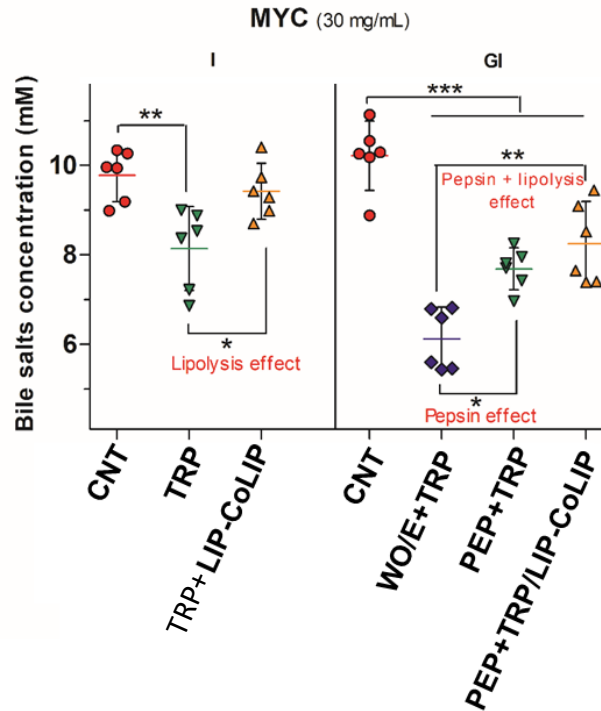 MYC (30 mg/mL)
I
GI
Bile salts concentration (mM)
10
8
6
**
*
Lipolysis effect
***
**
Pepsin + lipolysis
effect
*
Pepsin effect
CNT
TRP
TRP+ LIP-CoLIP
CNT
WO/E+TRP
PEP+TRP
PEP+TRP/LIP-CoLIP